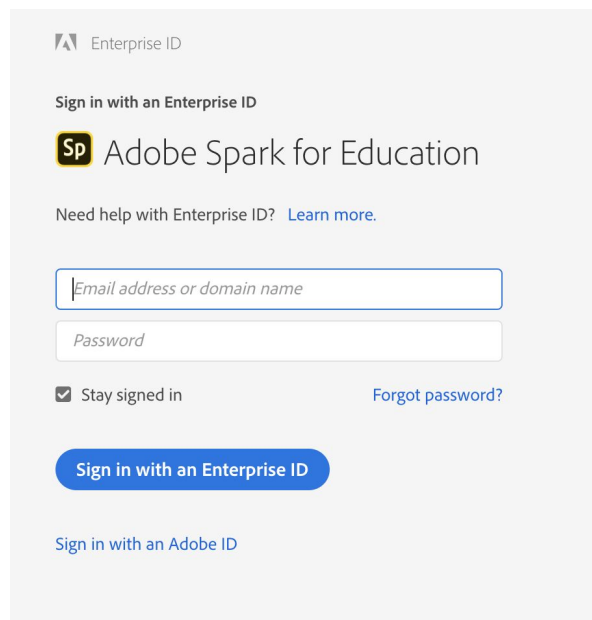 Enterprise ID
Sign in with an Enterprise ID
Sp Adobe Spark for Education
Need help with Enterprise ID? Learn more.
Email address or domain name
Password
Stay signed in Forgot password?
Sign in with an Enterprise ID
Sign in with an Adobe ID